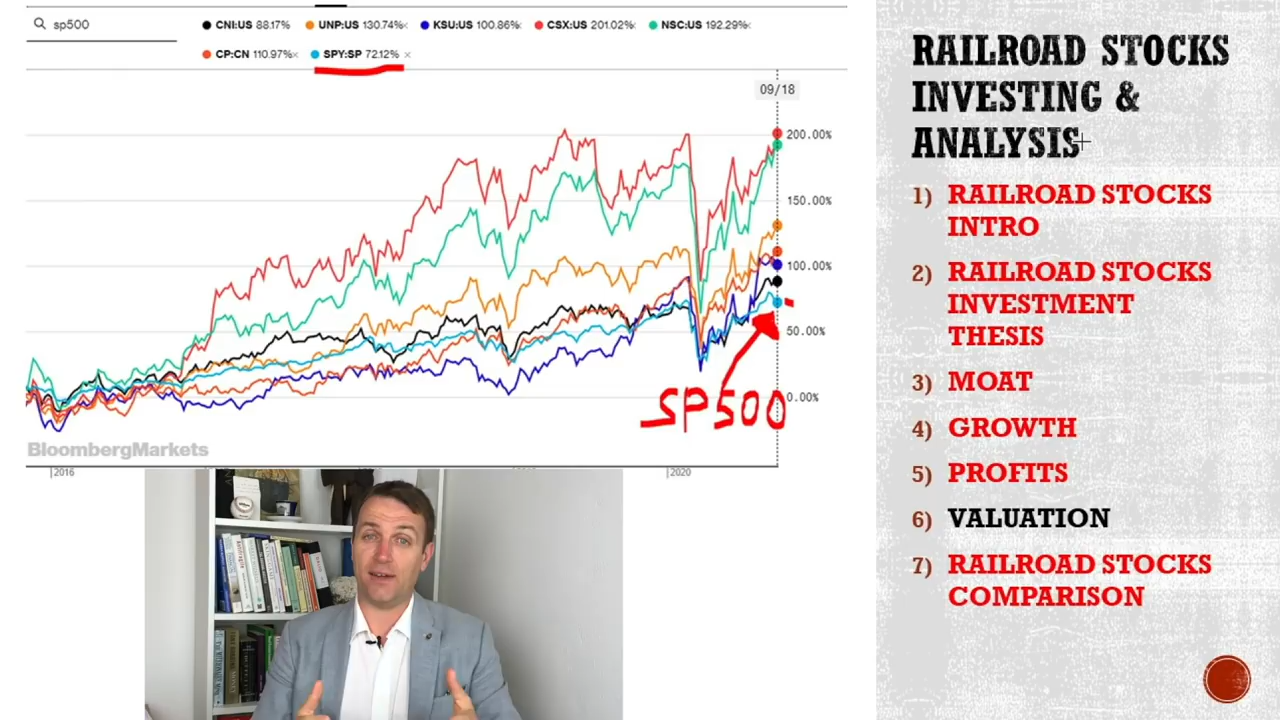 sp500
CNI:US 88.17% UNP:US 130.74%× KSU:US 100.86%× CSX:US 201.02%× NSC:US 192.29%×
CP:CN 110.97%× SPY:SP 72.12% ×
09/18
200.00%
150.00%
100.00%
50.00%
0.00%
SP500
BloombergMarkets
2016
2020
RAILROAD STOCKS
INVESTING &
ANALYSIS
1) RAILROAD STOCKS
INTRO
2) RAILROAD STOCKS
INVESTMENT
THESIS
3) MOAT
4) GROWTH
5) PROFITS
6) VALUATION
7) RAILROAD STOCKS
COMPARISON